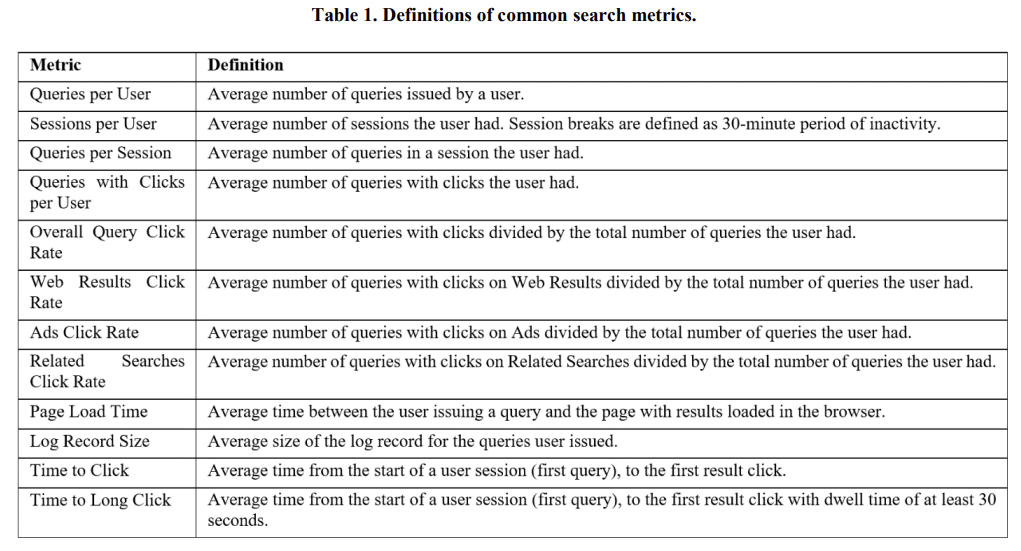 Table 1. Definitions of common search metrics.
Metric Definition
Queries per User Average number of queries issued by a user.
Sessions per User Average number of sessions the user had. Session breaks are defined as 30-minute period of inactivity.
Queries per Session Average number of queries in a session the user had.
Queries with Clicks Average number of queries with clicks the user had.
per User
Overall Query Click Average number of queries with clicks divided by the total number of queries the user had.
Rate
Web Results Click Average number of queries with clicks on Web Results divided by the total number of queries the user had.
Rate
Ads Click Rate Average number of queries with clicks on Ads divided by the total number of queries the user had.
Related Searches Average number of queries with clicks on Related Searches divided by the total number of queries the user had.
Click Rate
Page Load Time Average time between the user issuing a query and the page with results loaded in the browser.
Log Record Size Average size of the log record for the queries user issued.
Time to Click Average time from the start of a user session (first query), to the first result click.
Time to Long Click Average time from the start of a user session (first query), to the first result click with dwell time of at least 30
seconds.